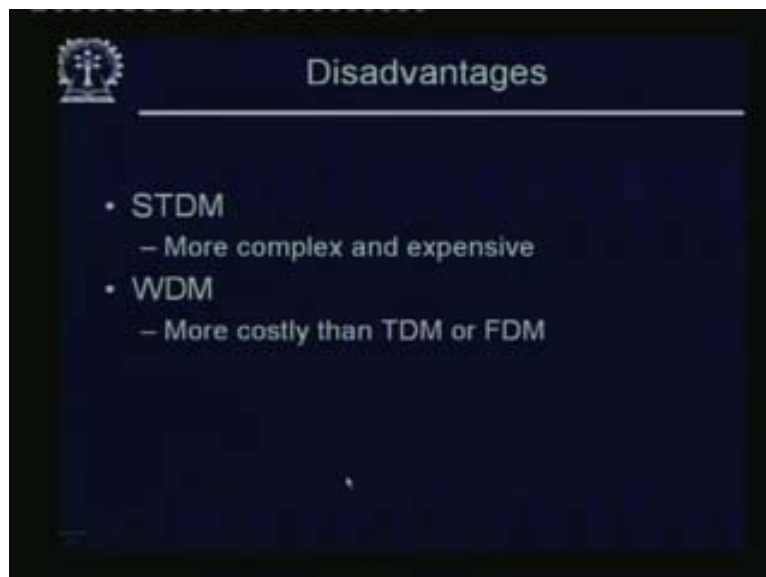 Disadvantages
• STDM
– More complex and expensive
• WDM
– More costly than TDM or FDM